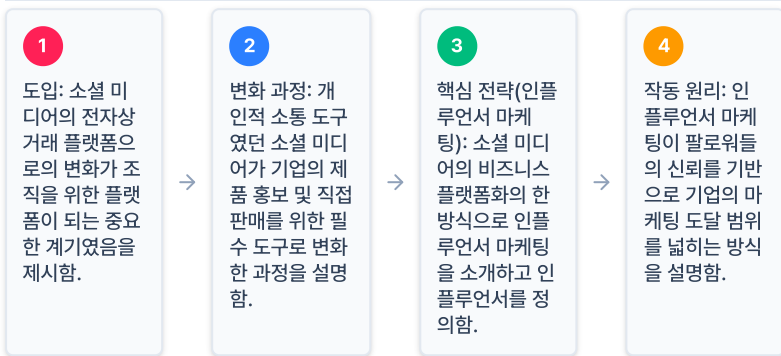 1
도입: 소셜 미
디어의 전자상
거래 플랫폼으
로의 변화가 조
직을 위한 플랫
폼이 되는 중요
한 계기였음을
제시함.
2
변화 과정: 개
인적 소통 도구
였던 소셜 미디
어가 기업의 제
품 홍보 및 직접
판매를 위한 필
수 도구로 변화
한 과정을 설명
함.
3
핵심 전략(인플
루언서 마케
팅): 소셜 미디
어의 비즈니스
플랫폼화의 한
방식으로 인플
루언서 마케팅
을 소개하고 인
플루언서를 정
의함.
4
작동 원리: 인
플루언서 마케
팅이 팔로워들
의 신뢰를 기반
으로 기업의 마
케팅 도달 범위
를 넓히는 방식
을 설명함.